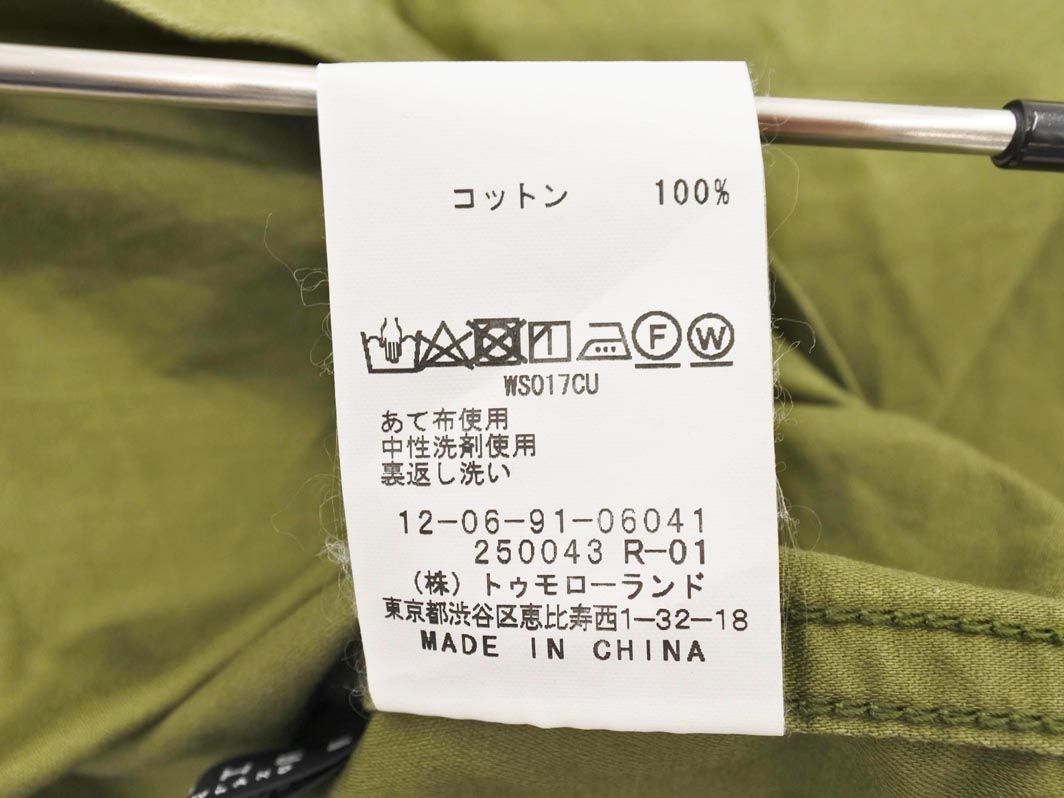 コットン 100%
F W
WS017CU
あて布使用
中性洗剤使用
裏返し洗い
12-06-91-06041
250043 R-01
(株)トゥモローランド
東京都渋谷区恵比寿西1-32-18
MADE IN CHINA